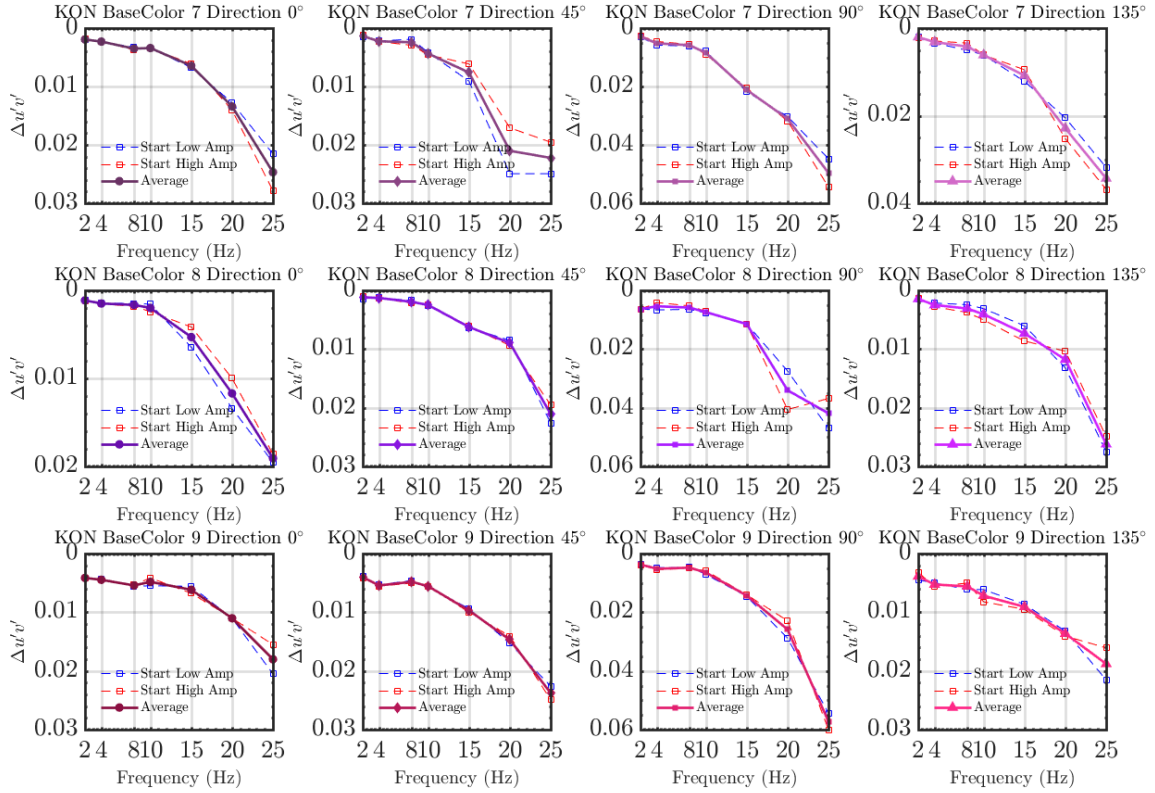 KON BaseColor 7 Direction 0°
0
0.01
0.02
0.03
Δu′v′
Start Low Amp
Start High Amp
Average
2 4 8 10 15 20 25
Frequency (Hz)
KON BaseColor 7 Direction 45°
0
0.01
0.02
0.03
Δu′v′
Start Low Amp
Start High Amp
Average
2 4 8 10 15 20 25
Frequency (Hz)
KON BaseColor 7 Direction 90°
0
0.02
0.04
0.06
Δu′v′
Start Low Amp
Start High Amp
Average
2 4 8 10 15 20 25
Frequency (Hz)
KON BaseColor 7 Direction 135°
0
0.02
0.04
Δu′v′
Start Low Amp
Start High Amp
Average
2 4 8 10 15 20 25
Frequency (Hz)
KON BaseColor 8 Direction 0°
0
0.01
0.02
Δu′v′
Start Low Amp
Start High Amp
Average
2 4 8 10 15 20 25
Frequency (Hz)
KON BaseColor 8 Direction 45°
0
0.01
0.02
0.03
Δu′v′
Start Low Amp
Start High Amp
Average
2 4 8 10 15 20 25
Frequency (Hz)
KON BaseColor 8 Direction 90°
0
0.02
0.04
0.06
Δu′v′
Start Low Amp
Start High Amp
Average
2 4 8 10 15 20 25
Frequency (Hz)
KON BaseColor 8 Direction 135°
0
0.01
0.02
0.03
Δu′v′
Start Low Amp
Start High Amp
Average
2 4 8 10 15 20 25
Frequency (Hz)
KON BaseColor 9 Direction 0°
0
0.01
0.02
0.03
Δu′v′
Start Low Amp
Start High Amp
Average
2 4 8 10 15 20 25
Frequency (Hz)
KON BaseColor 9 Direction 45°
0
0.01
0.02
0.03
Δu′v′
Start Low Amp
Start High Amp
Average
2 4 8 10 15 20 25
Frequency (Hz)
KON BaseColor 9 Direction 90°
0
0.02
0.04
0.06
Δu′v′
Start Low Amp
Start High Amp
Average
2 4 8 10 15 20 25
Frequency (Hz)
KON BaseColor 9 Direction 135°
0
0.01
0.02
0.03
Δu′v′
Start Low Amp
Start High Amp
Average
2 4 8 10 15 20 25
Frequency (Hz)